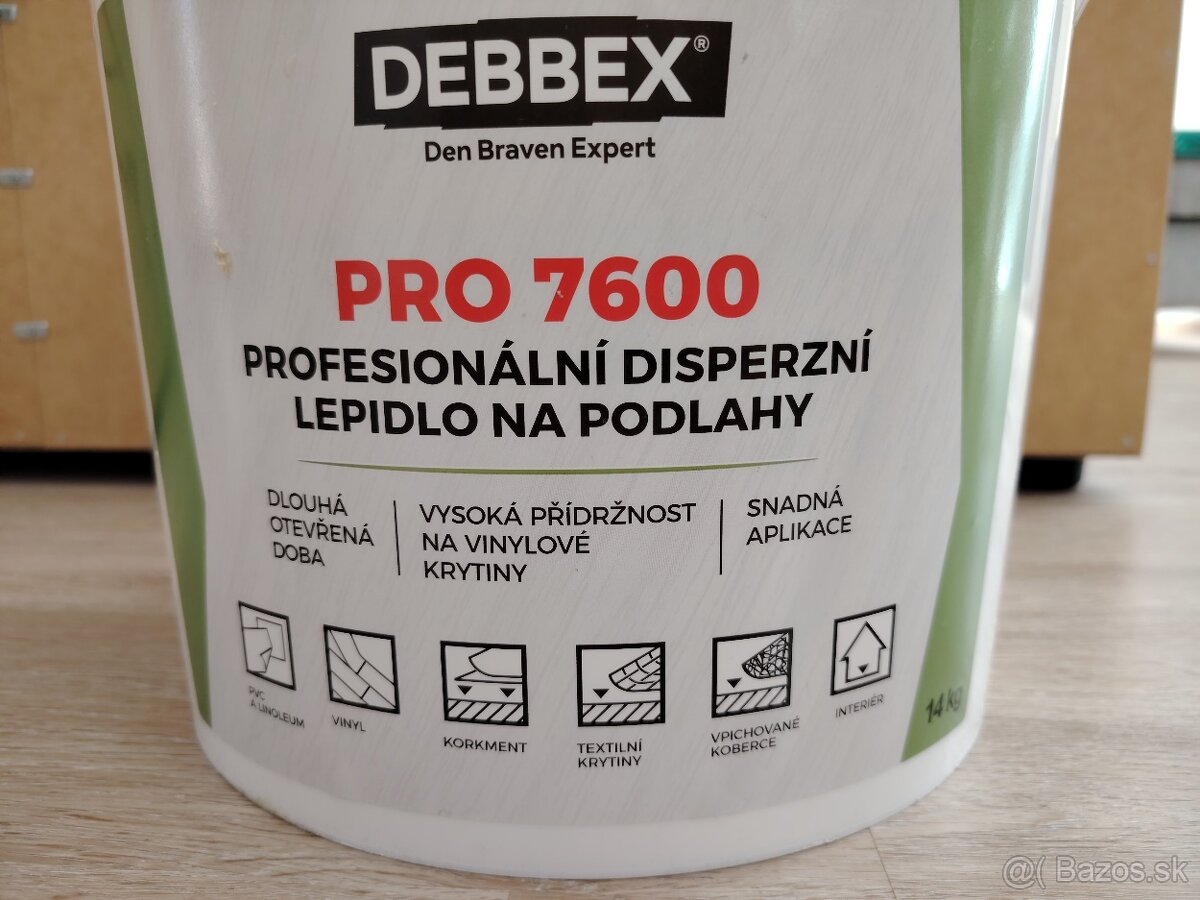 DEBBEX®
Den Braven Expert
PRO 7600
PROFESIONÁLNÍ DISPERZNÍ
LEPIDLO NA PODLAHY
DLOUHÁ
OTEVŘENÁ
DOBA
VYSOKÁ PŘÍDRŽNOST
NA VINYLOVÉ
KRYTINY
SNADNÁ
APLIKACE
PVC
A LINOLEUM
VINYL
KORKMENT
TEXTILNÍ
KRYTINY
VPICHOVANÉ
KOBERCE
INTERIÉR
14 kg
@( Bazos.sk